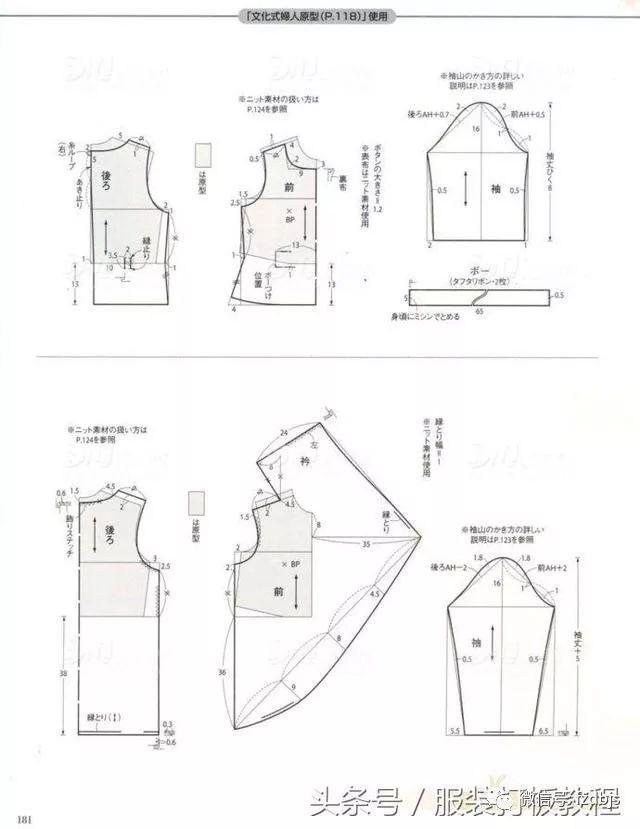 「文化式婦人原型(P.118)」使用
※ニット素材の扱い方は
P.124を参照
※袖山のかき方の詳しい
説明はP.123を参照
糸ループ
(右)
あき止り
後ろ
は原型
縫止り
3.5
2
10
13
前
BP
裏布
ボタンの大きさ=1.2
※表布はニット素材使用
ボーつけ
位置
13
4
13
後ろAH+0.7
前AH+0.5
2
2
16
1
0.5
0.5
袖
袖丈ひく8
2
1
ボー
(タフタリボン・2枚)
5
0.5
65
身頃にミシンでとめる
※ニット素材の扱い方は
P.124を参照
0.6
1.5
4.5
飾りステッチ
後ろ
3
2.5
38
縁とり(I)
0.3
0.6
は原型
24
左
衿
8
4.5
8
35
縁とり
BP
前
2
36
4.5
8
9
縁とり幅=1
※ニット素材使用
※袖山のかき方の詳しい
説明はP.123を参照
後ろAH−2
前AH+2
1.8
1.8
16
1
1
0.5
0.5
袖
袖丈+5
5.5
6.5
181
头条号/服装打板教程